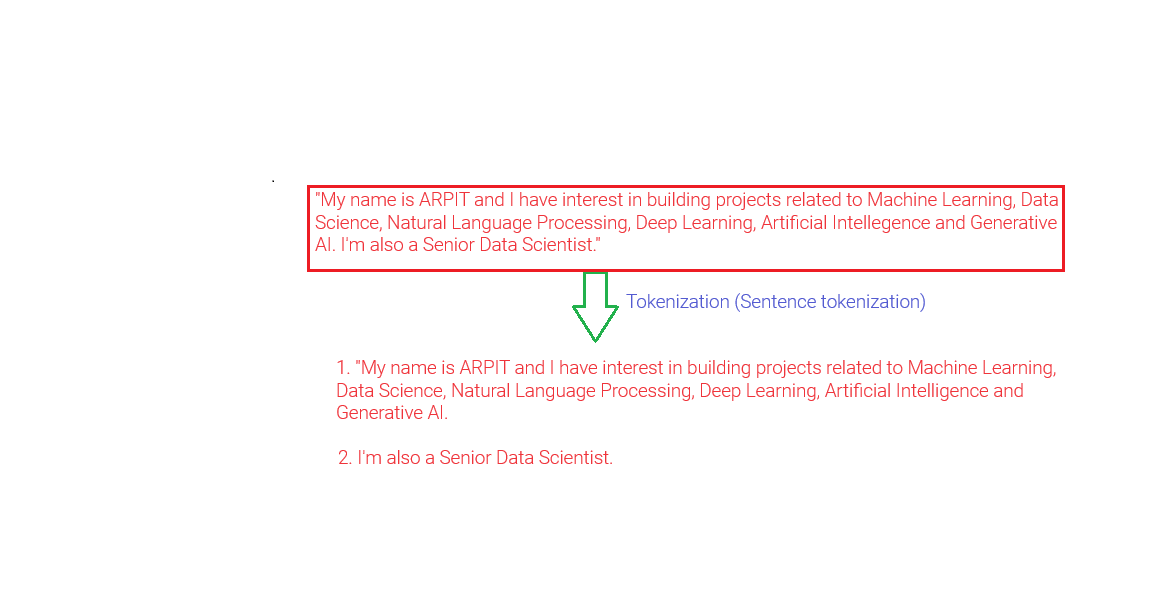 .
"My name is ARPIT and I have interest in building projects related to Machine Learning, Data
Science, Natural Language Processing, Deep Learning, Artificial Intellegence and Generative
AI. I'm also a Senior Data Scientist."
Tokenization (Sentence tokenization)
1. "My name is ARPIT and I have interest in building projects related to Machine Learning,
Data Science, Natural Language Processing, Deep Learning, Artificial Intelligence and
Generative AI.
2. I'm also a Senior Data Scientist.